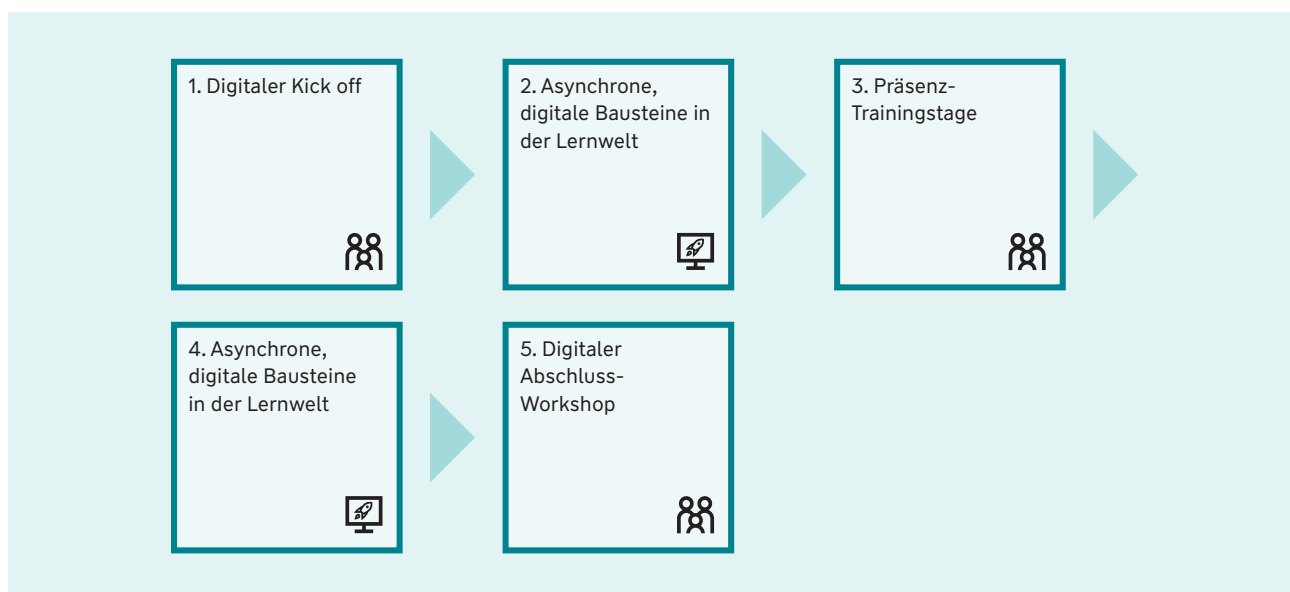 1. Digitaler Kick off
2. Asynchrone,
digitale Bausteine in
der Lernwelt
3. Präsenz-
Trainingstage
4. Asynchrone,
digitale Bausteine
in der Lernwelt
5. Digitaler
Abschluss-
Workshop